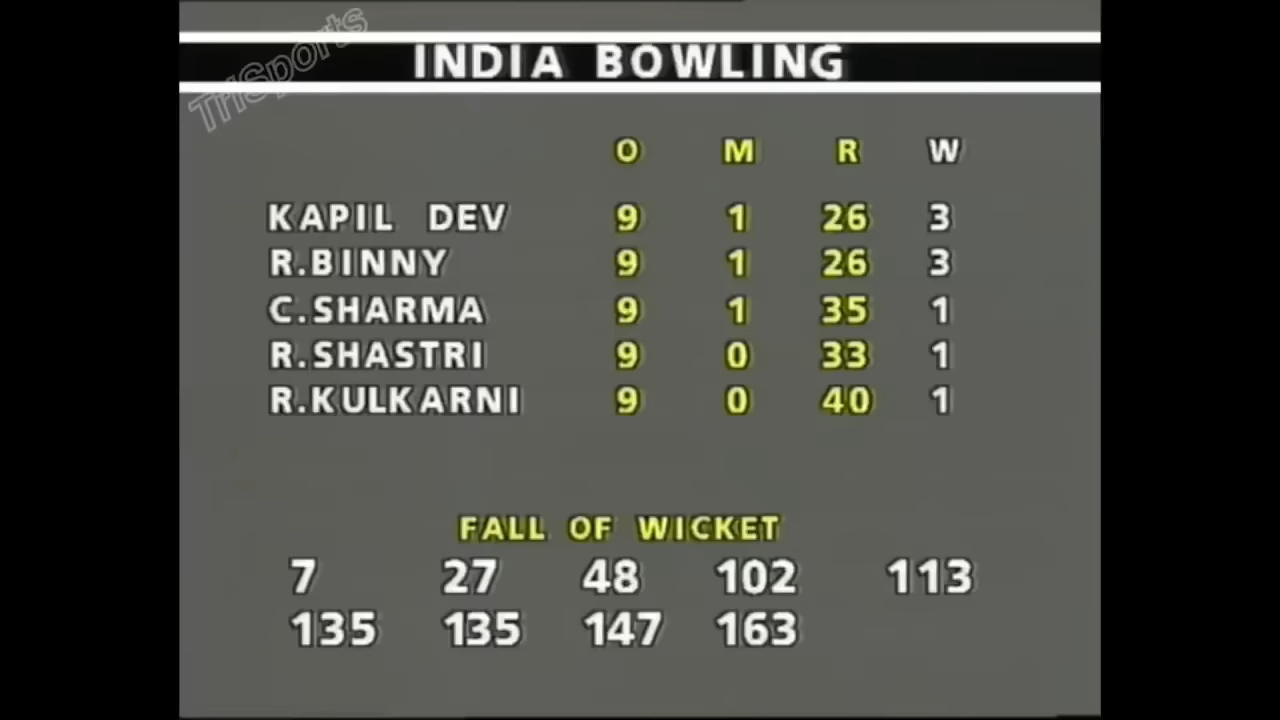 TriSports
INDIA BOWLING
O M R W
KAPIL DEV 9 1 26 3
R.BINNY 9 1 26 3
C.SHARMA 9 1 35 1
R.SHASTRI 9 0 33 1
R.KULKARNI 9 0 40 1
FALL OF WICKET
7 27 48 102 113
135 135 147 163